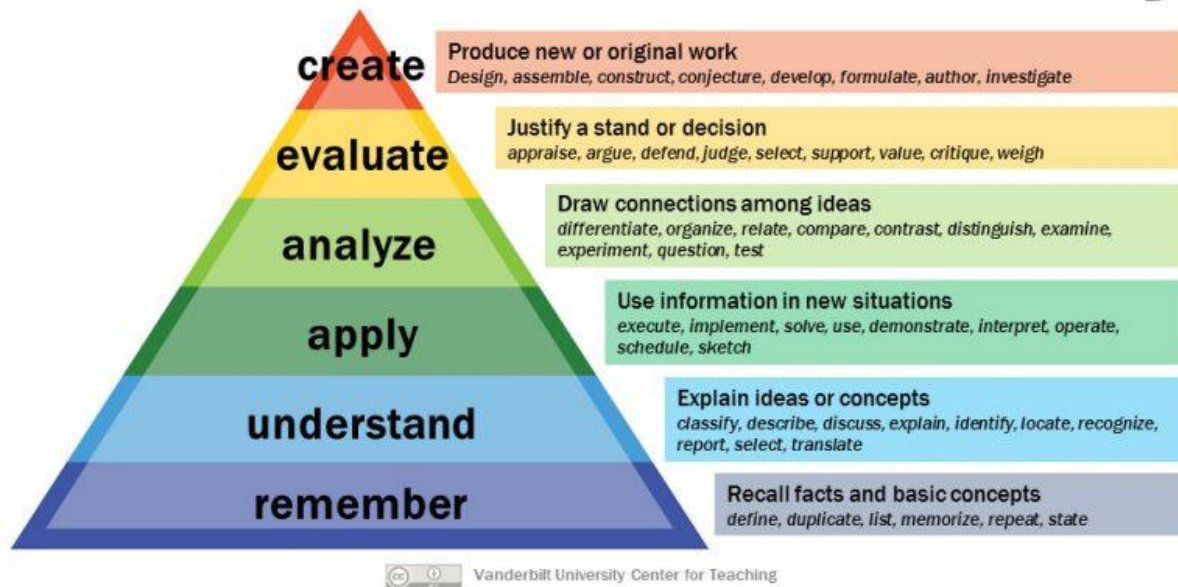 create
Produce new or original work
Design, assemble, construct, conjecture, develop, formulate, author, investigate
evaluate
Justify a stand or decision
appraise, argue, defend, judge, select, support, value, critique, weigh
analyze
Draw connections among ideas
differentiate, organize, relate, compare, contrast, distinguish, examine,
experiment, question, test
apply
Use information in new situations
execute, implement, solve, use, demonstrate, interpret, operate,
schedule, sketch
understand
Explain ideas or concepts
classify, describe, discuss, explain, identify, locate, recognize,
report, select, translate
remember
Recall facts and basic concepts
define, duplicate, list, memorize, repeat, state
cc
Vanderbilt University Center for Teaching